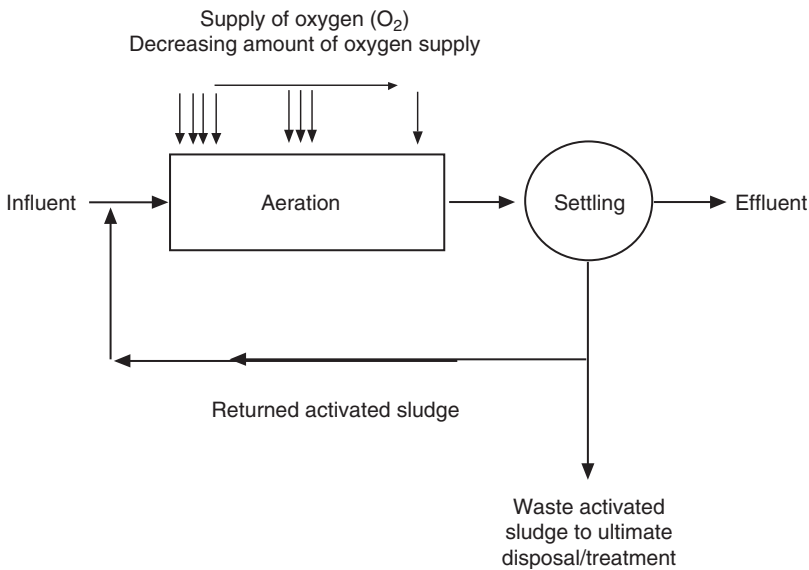 Supply of oxygen (O₂)
Decreasing amount of oxygen supply
Influent
Aeration
Settling
Effluent
Returned activated sludge
Waste activated
sludge to ultimate
disposal/treatment